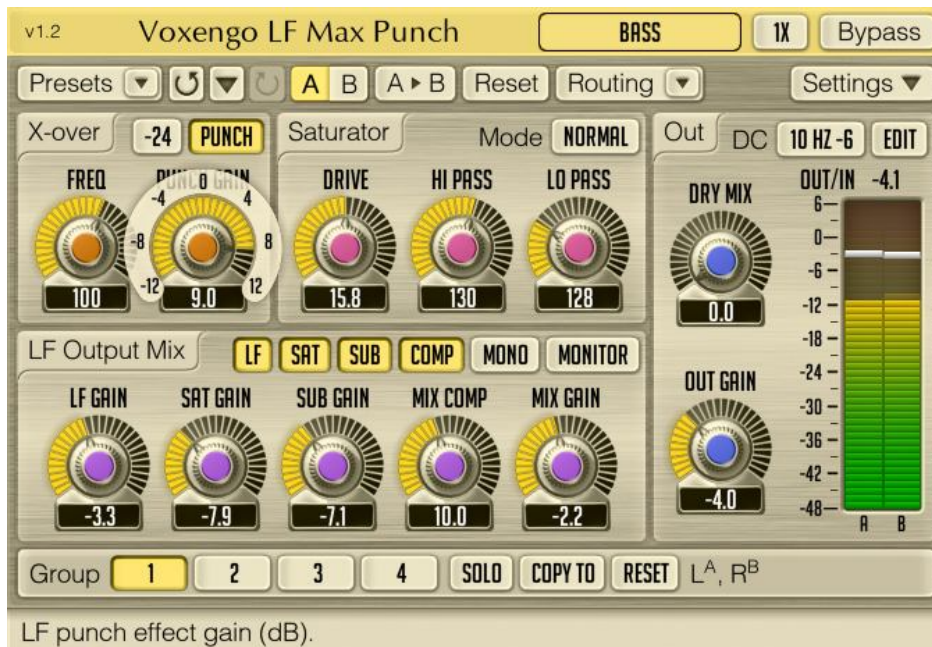 v1.2 Voxengo LF Max Punch BASS 1X Bypass
Presets A B A ▸ B Reset Routing Settings
X-over -24 PUNCH
FREQ PUNCH GAIN
-12 -8 -4 0 4 8 12
100 9.0
Saturator Mode NORMAL
DRIVE HI PASS LO PASS
15.8 130 128
Out DC 10 HZ -6 EDIT
DRY MIX
0.0
OUT GAIN
-4.0
OUT/IN -4.1
6
0
-6
-12
-18
-24
-30
-36
-42
-48
A B
LF Output Mix LF SAT SUB COMP MONO MONITOR
LF GAIN SAT GAIN SUB GAIN MIX COMP MIX GAIN
-3.3 -7.9 -7.1 10.0 -2.2
Group 1 2 3 4 SOLO COPY TO RESET Lᴬ, Rᴮ
LF punch effect gain (dB).